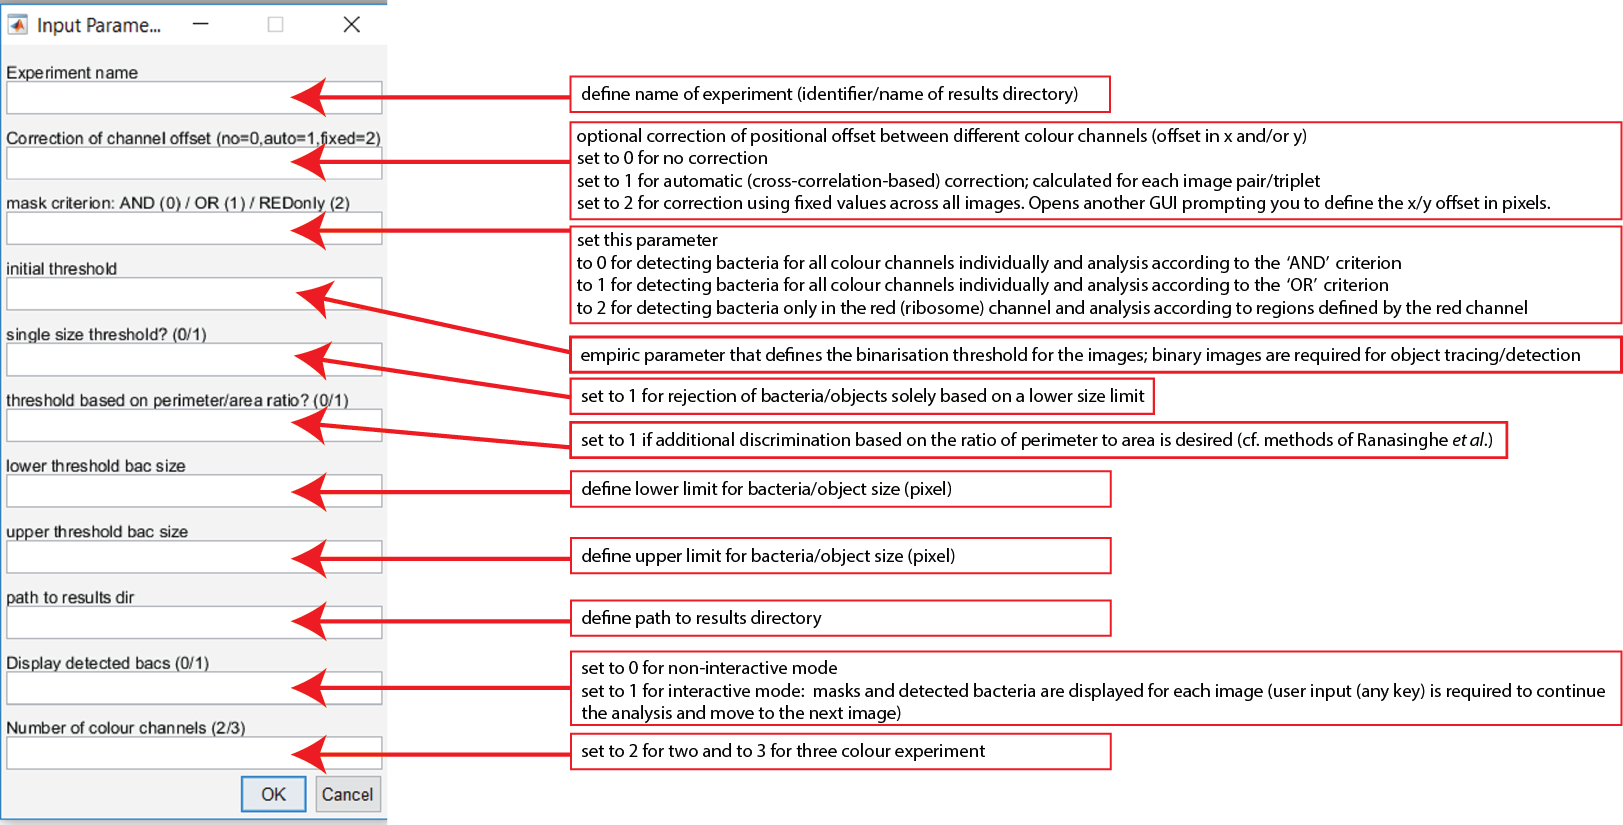 Input Parame...
Experiment name
define name of experiment (identifier/name of results directory)
Correction of channel offset (no=0,auto=1,fixed=2)
optional correction of positional offset between different colour channels (offset in x and/or y)
set to 0 for no correction
set to 1 for automatic (cross-correlation-based) correction; calculated for each image pair/triplet
set to 2 for correction using fixed values across all images. Opens another GUI prompting you to define the x/y offset in pixels.
mask criterion: AND (0) / OR (1) / REDonly (2)
set this parameter
to 0 for detecting bacteria for all colour channels individually and analysis according to the ‘AND’ criterion
to 1 for detecting bacteria for all colour channels individually and analysis according to the ‘OR’ criterion
to 2 for detecting bacteria only in the red (ribosome) channel and analysis according to regions defined by the red channel
initial threshold
empiric parameter that defines the binarisation threshold for the images; binary images are required for object tracing/detection
single size threshold? (0/1)
set to 1 for rejection of bacteria/objects solely based on a lower size limit
threshold based on perimeter/area ratio? (0/1)
set to 1 if additional discrimination based on the ratio of perimeter to area is desired (cf. methods of Ranasinghe et al.)
lower threshold bac size
define lower limit for bacteria/object size (pixel)
upper threshold bac size
define upper limit for bacteria/object size (pixel)
path to results dir
define path to results directory
Display detected bacs (0/1)
set to 0 for non-interactive mode
set to 1 for interactive mode:  masks and detected bacteria are displayed for each image (user input (any key) is required to continue
the analysis and move to the next image)
Number of colour channels (2/3)
set to 2 for two and to 3 for three colour experiment
OK
Cancel